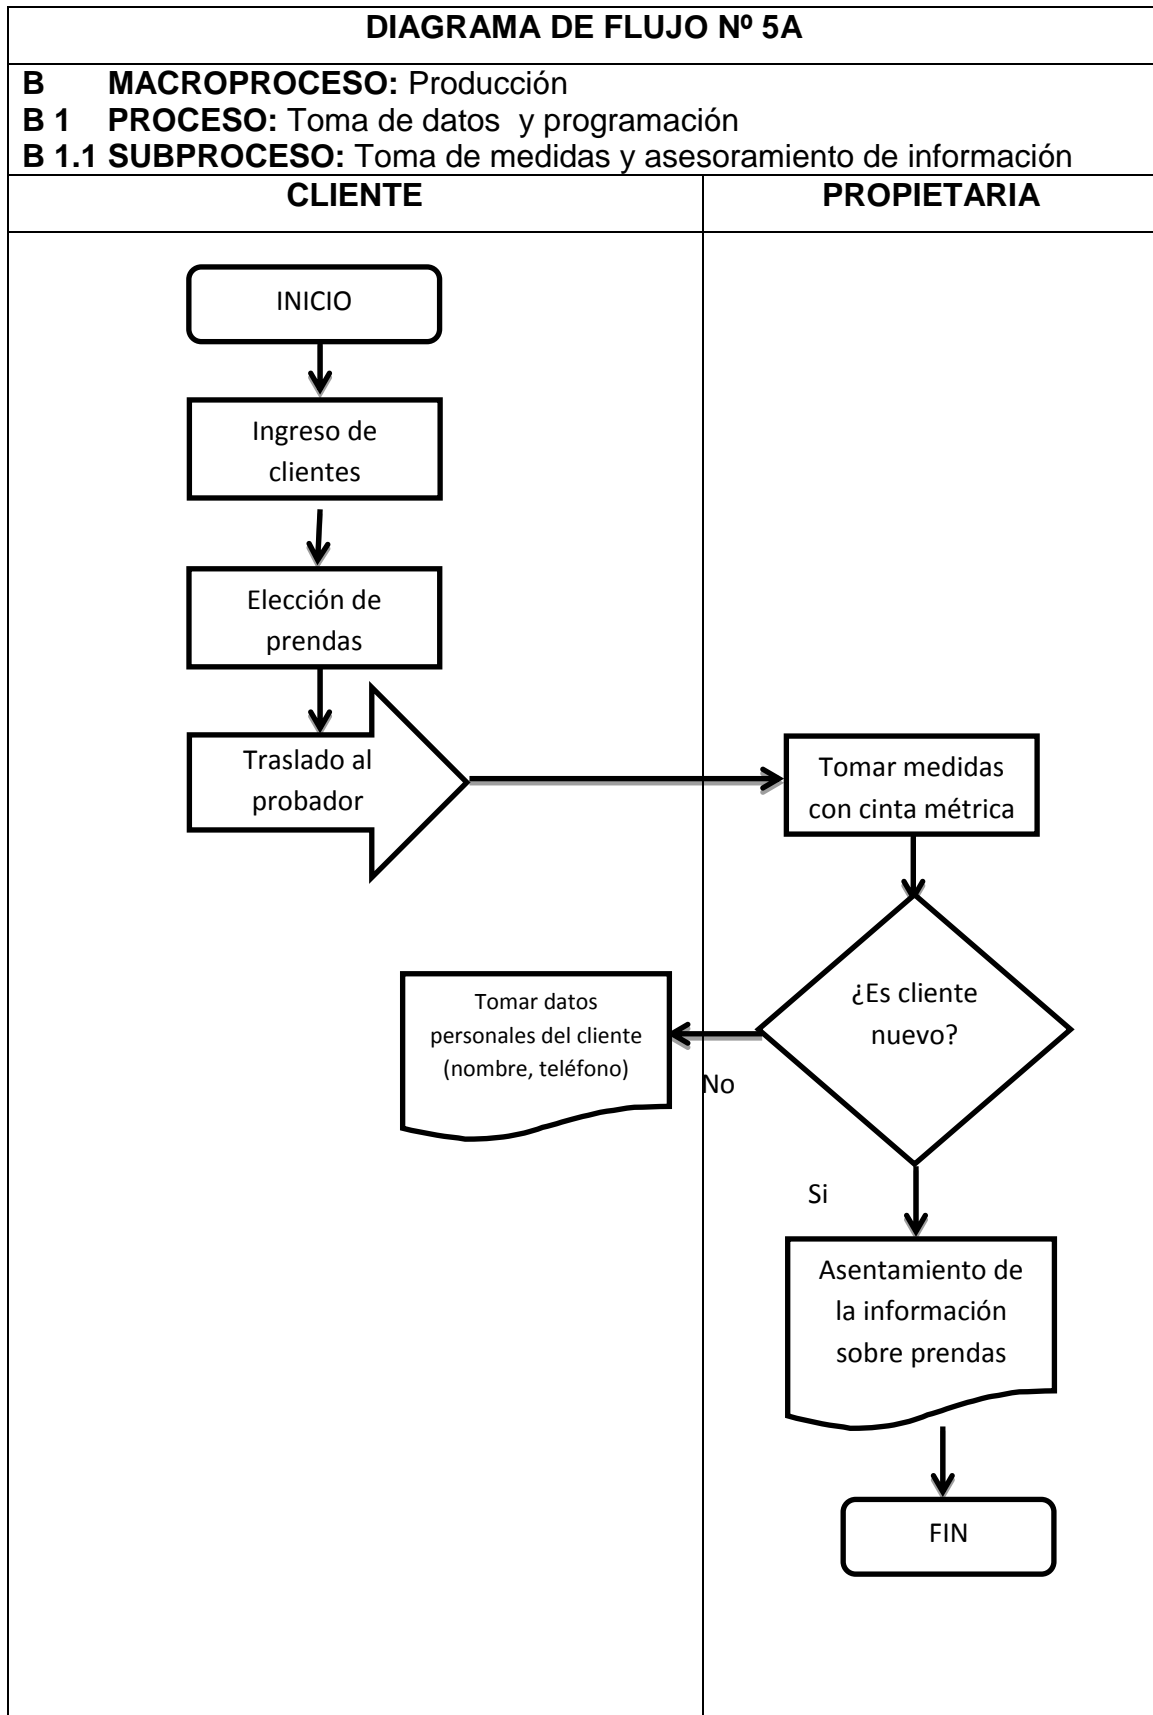 DIAGRAMA DE FLUJO Nº 5A
B MACROPROCESO: Producción
B 1 PROCESO: Toma de datos y programación
B 1.1 SUBPROCESO: Toma de medidas y asesoramiento de información
CLIENTE
PROPIETARIA
INICIO
Ingreso de
clientes
Elección de
prendas
Traslado al
probador
Tomar medidas
con cinta métrica
¿Es cliente
nuevo?
Tomar datos
personales del cliente
(nombre, teléfono)
No
Si
Asentamiento de
la información
sobre prendas
FIN